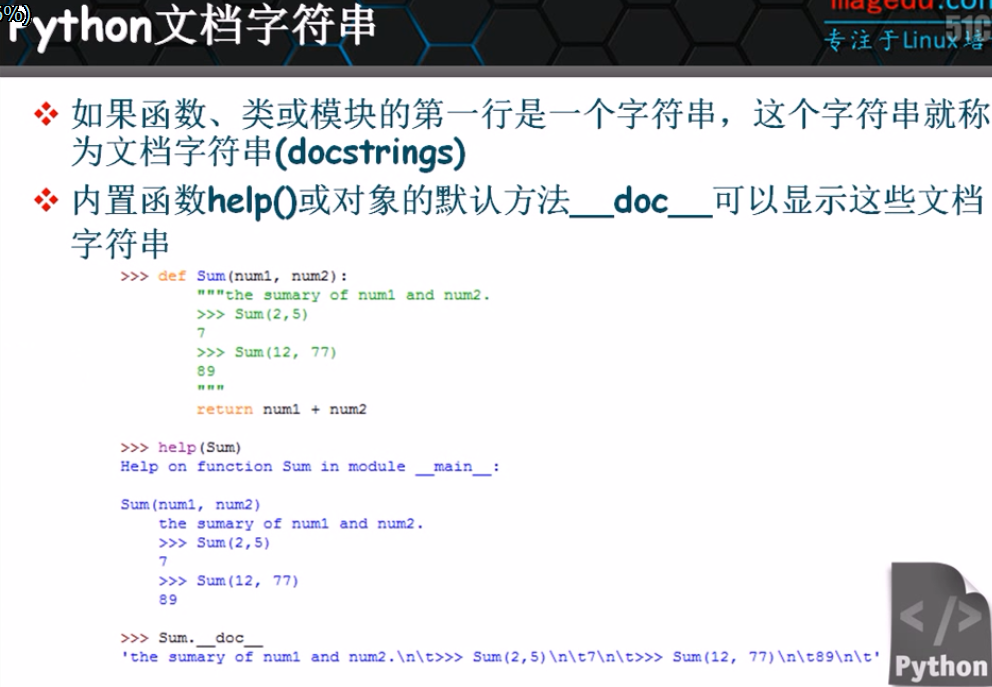 5%)
Python文档字符串
magedu.com
专注于Linux培
51C
如果函数、类或模块的第一行是一个字符串，这个字符串就称
为文档字符串(docstrings)
内置函数help()或对象的默认方法__doc__可以显示这些文档
字符串
>>> def Sum(num1, num2):
"""the sumary of num1 and num2.
>>> Sum(2,5)
7
>>> Sum(12, 77)
89
"""
return num1 + num2
>>> help(Sum)
Help on function Sum in module __main__:
Sum(num1, num2)
the sumary of num1 and num2.
>>> Sum(2,5)
7
>>> Sum(12, 77)
89
>>> Sum.__doc__
'the sumary of num1 and num2.\n\t>>> Sum(2,5)\n\t7\n\t>>> Sum(12, 77)\n\t89\n\t'
</>
Python